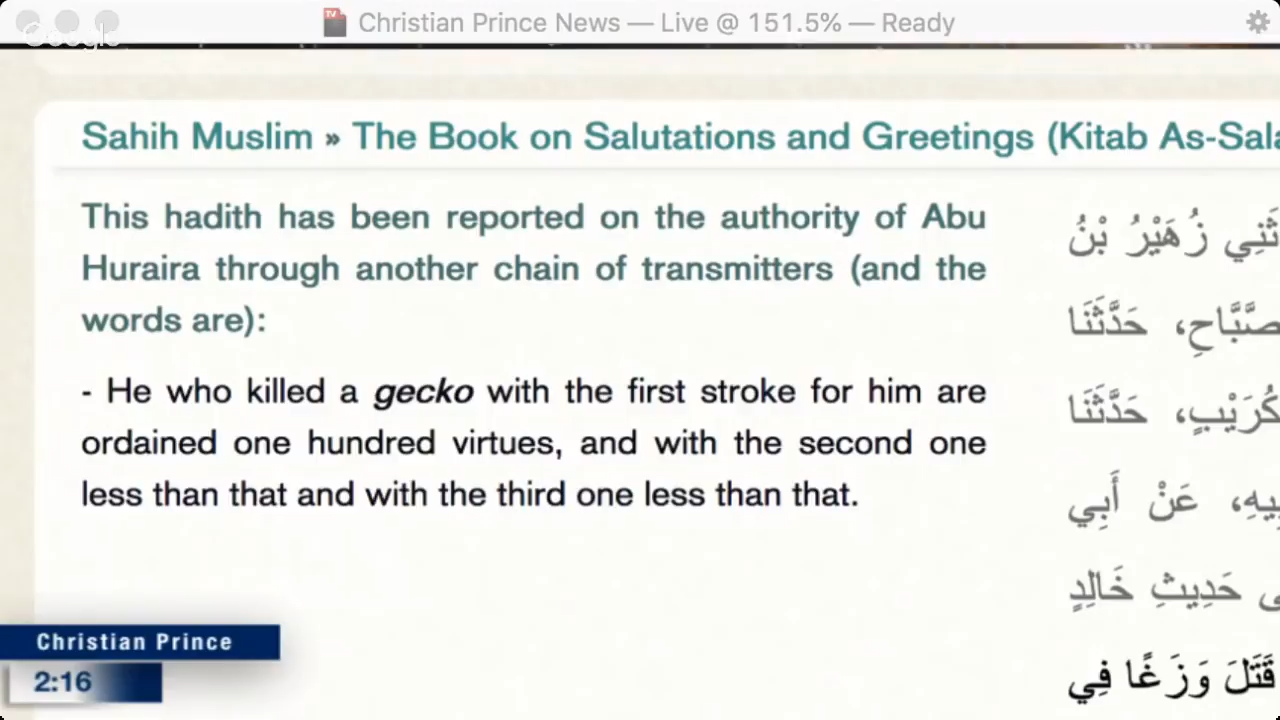 Christian Prince News — Live @ 151.5% — Ready
Google
Sahih Muslim » The Book on Salutations and Greetings (Kitab As-Sala
This hadith has been reported on the authority of Abu
Huraira through another chain of transmitters (and the
words are):
- He who killed a gecko with the first stroke for him are
ordained one hundred virtues, and with the second one
less than that and with the third one less than that.
زُهَيْرُ بْنُ
حَدَّثَنَا
حَدَّثَنَا
عَنْ أَبِي
حَدِيثِ خَالِدٍ
قَتَلَ وَزَغًا فِي
Christian Prince
2:16